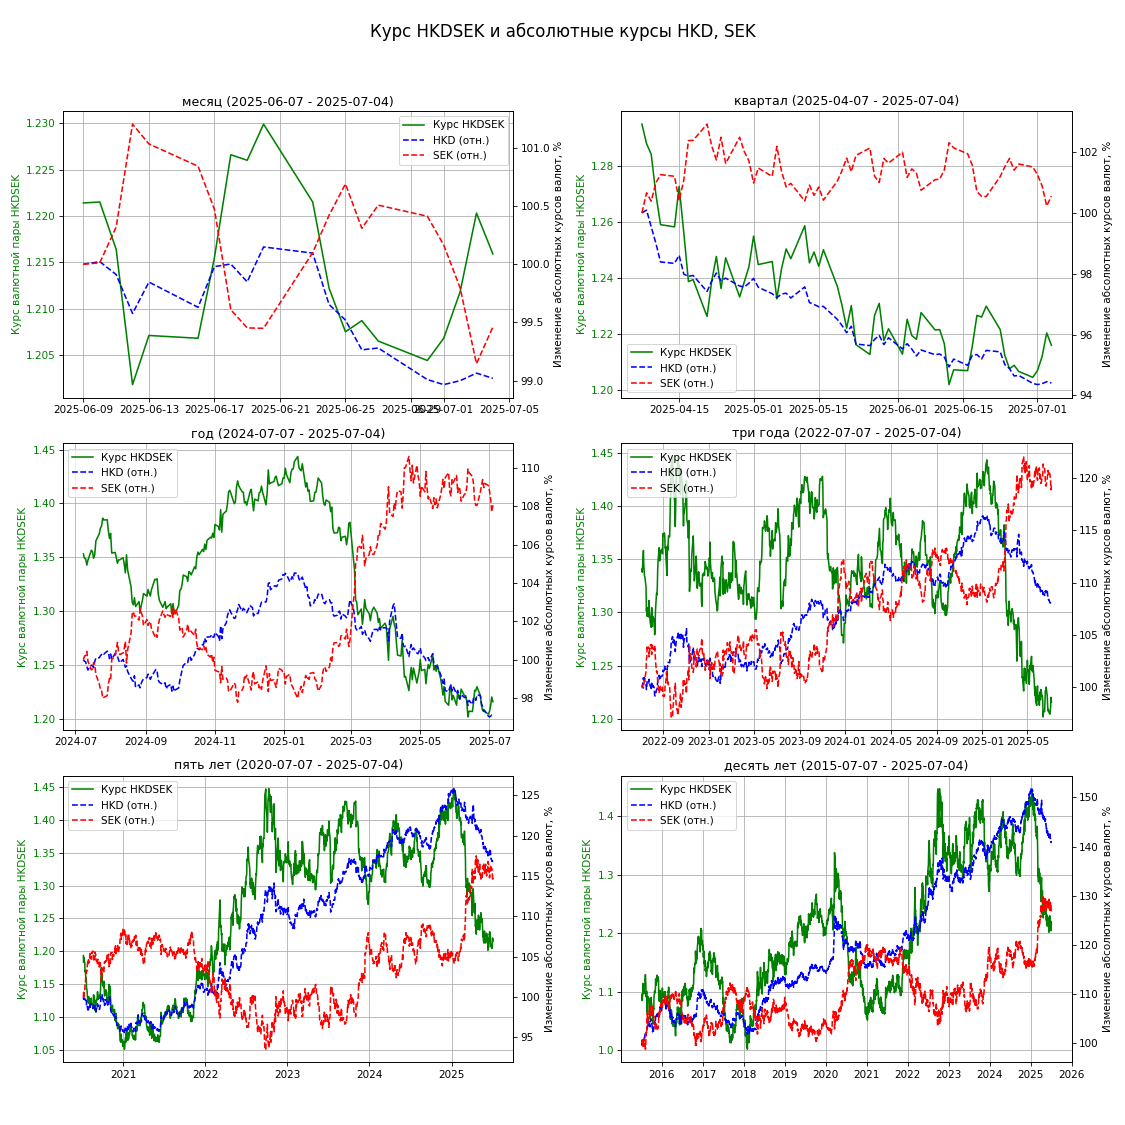 Курс HKDSEK и абсолютные курсы HKD, SEK
месяц (2025-06-07 - 2025-07-04)
Курс валютной пары HKDSEK
1.230
1.225
1.220
1.215
1.210
1.205
Курс HKDSEK
HKD (отн.)
SEK (отн.)
101.0
100.5
100.0
99.5
99.0
Изменение абсолютных курсов валют, %
2025-06-09 2025-06-13 2025-06-17 2025-06-21 2025-06-25 2025-06-29 2025-07-01 2025-07-05
квартал (2025-04-07 - 2025-07-04)
Курс валютной пары HKDSEK
1.28
1.26
1.24
1.22
1.20
Курс HKDSEK
HKD (отн.)
SEK (отн.)
102
100
98
96
94
Изменение абсолютных курсов валют, %
2025-04-15 2025-05-01 2025-05-15 2025-06-01 2025-06-15 2025-07-01
год (2024-07-07 - 2025-07-04)
Курс валютной пары HKDSEK
1.45
1.40
1.35
1.30
1.25
1.20
Курс HKDSEK
HKD (отн.)
SEK (отн.)
110
108
106
104
102
100
98
Изменение абсолютных курсов валют, %
2024-07 2024-09 2024-11 2025-01 2025-03 2025-05 2025-07
три года (2022-07-07 - 2025-07-04)
Курс валютной пары HKDSEK
1.45
1.40
1.35
1.30
1.25
1.20
Курс HKDSEK
HKD (отн.)
SEK (отн.)
120
115
110
105
100
Изменение абсолютных курсов валют, %
2022-09 2023-01 2023-05 2023-09 2024-01 2024-05 2024-09 2025-01 2025-05
пять лет (2020-07-07 - 2025-07-04)
Курс валютной пары HKDSEK
1.45
1.40
1.35
1.30
1.25
1.20
1.15
1.10
1.05
Курс HKDSEK
HKD (отн.)
SEK (отн.)
125
120
115
110
105
100
95
Изменение абсолютных курсов валют, %
2021 2022 2023 2024 2025
десять лет (2015-07-07 - 2025-07-04)
Курс валютной пары HKDSEK
1.4
1.3
1.2
1.1
1.0
Курс HKDSEK
HKD (отн.)
SEK (отн.)
150
140
130
120
110
100
Изменение абсолютных курсов валют, %
2016 2017 2018 2019 2020 2021 2022 2023 2024 2025 2026